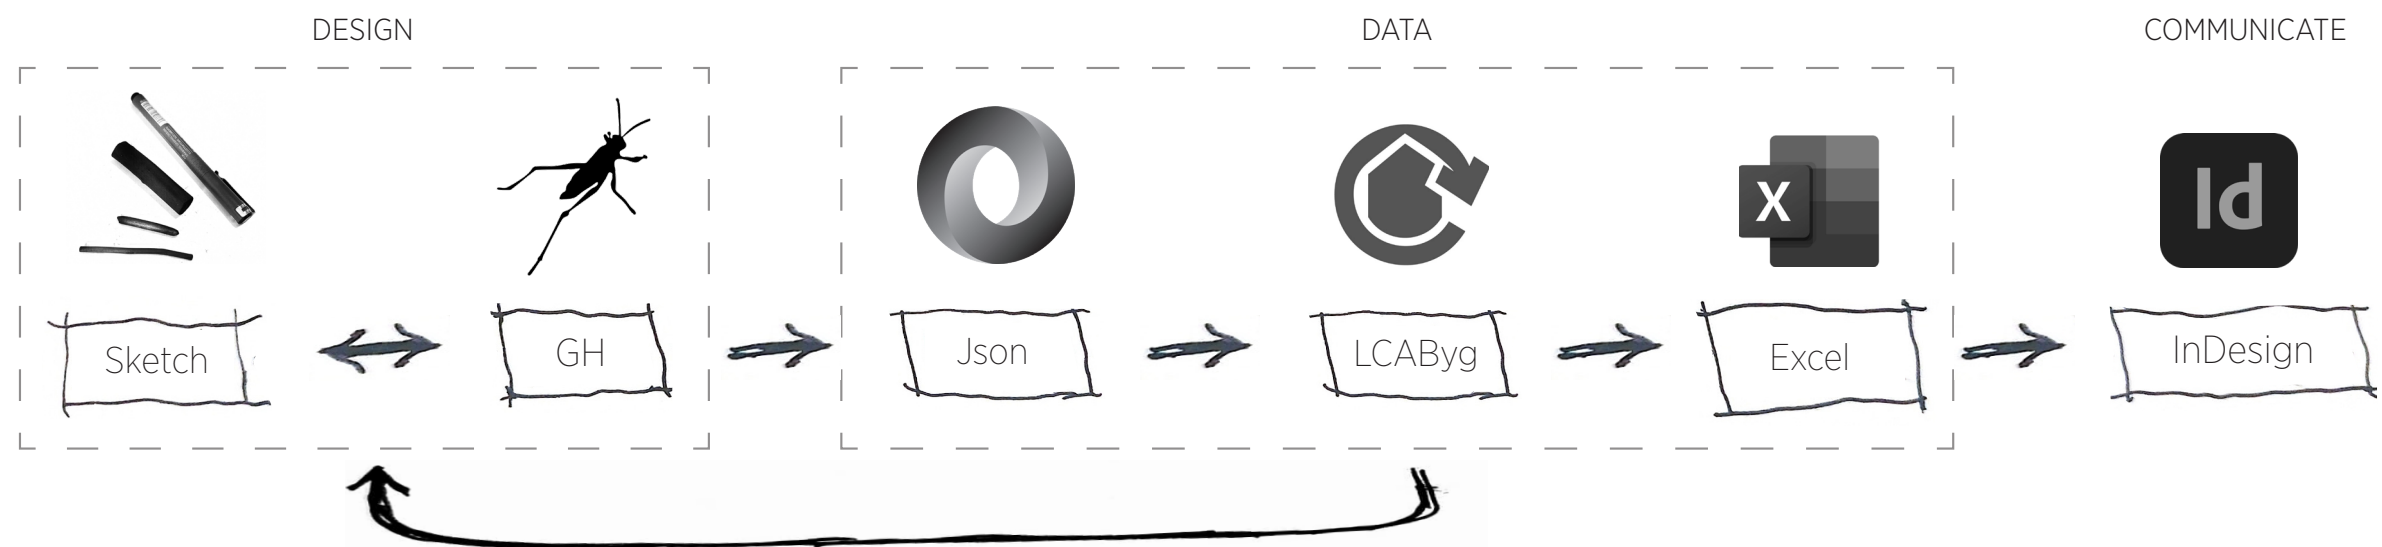 DESIGN
DATA
COMMUNICATE
X
Id
Sketch
GH
Json
LCAByg
Excel
InDesign